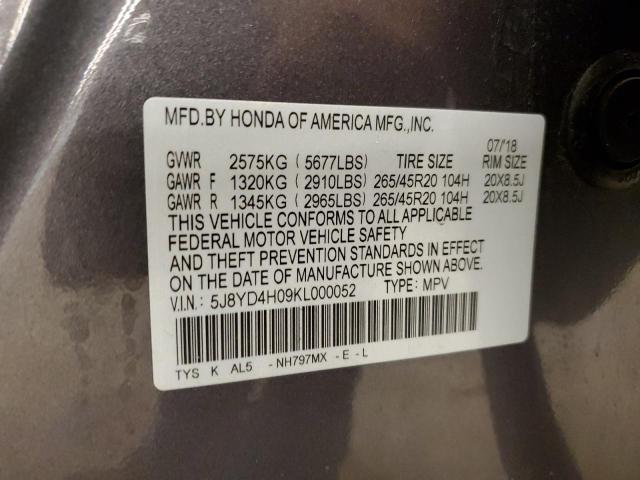 MFD.BY HONDA OF AMERICA MFG.,INC.
07/18
GVWR 2575KG (5677LBS) TIRE SIZE RIM SIZE
GAWR F 1320KG (2910LBS) 265/45R20 104H 20X8.5J
GAWR R 1345KG (2965LBS) 265/45R20 104H 20X8.5J
THIS VEHICLE CONFORMS TO ALL APPLICABLE
FEDERAL MOTOR VEHICLE SAFETY
AND THEFT PREVENTION STANDARDS IN EFFECT
ON THE DATE OF MANUFACTURE SHOWN ABOVE.
V.I.N.: 5J8YD4H09KL000052 TYPE: MPV
TYS K AL5 -NH797MX -E-L